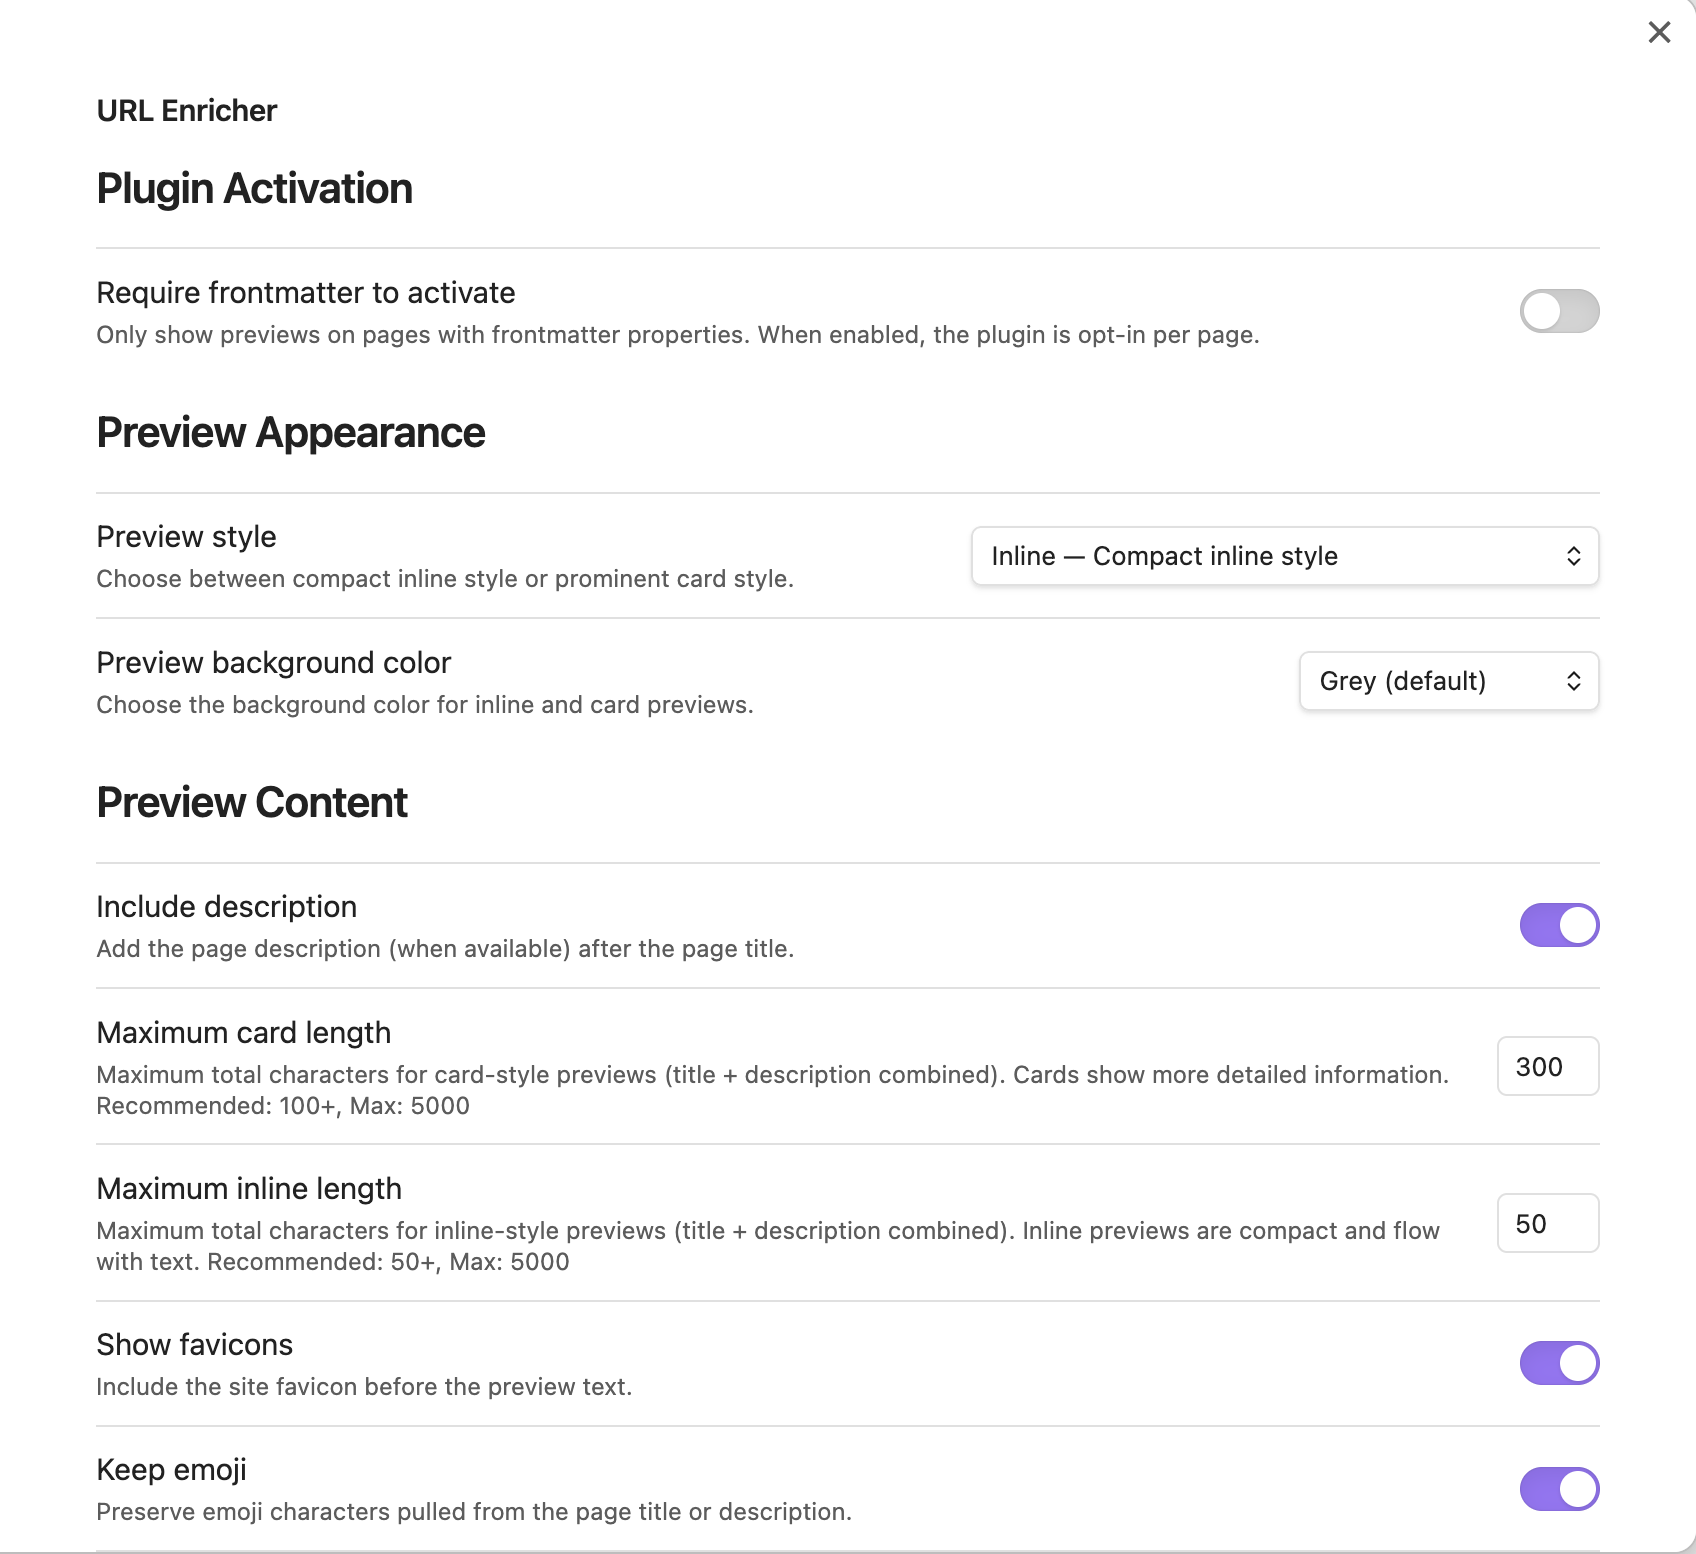 URL Enricher
Plugin Activation
Require frontmatter to activate
Only show previews on pages with frontmatter properties. When enabled, the plugin is opt-in per page.
Preview Appearance
Preview style
Choose between compact inline style or prominent card style.
Inline — Compact inline style
Preview background color
Choose the background color for inline and card previews.
Grey (default)
Preview Content
Include description
Add the page description (when available) after the page title.
Maximum card length
Maximum total characters for card-style previews (title + description combined). Cards show more detailed information.
Recommended: 100+, Max: 5000
300
Maximum inline length
Maximum total characters for inline-style previews (title + description combined). Inline previews are compact and flow
with text. Recommended: 50+, Max: 5000
50
Show favicons
Include the site favicon before the preview text.
Keep emoji
Preserve emoji characters pulled from the page title or description.